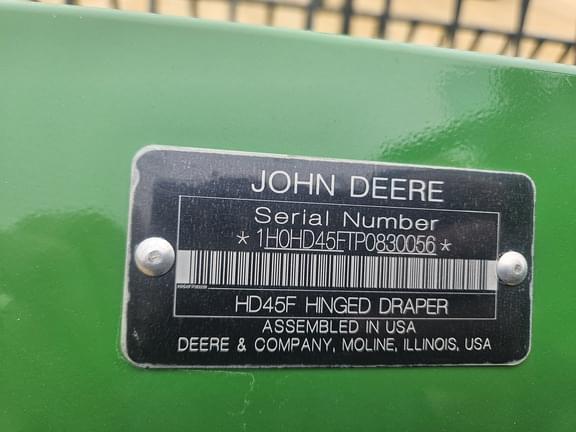 JOHN DEERE
Serial Number
*1H0HD45FTP0830056*
HD45F HINGED DRAPER
ASSEMBLED IN USA
DEERE & COMPANY, MOLINE, ILLINOIS, USA